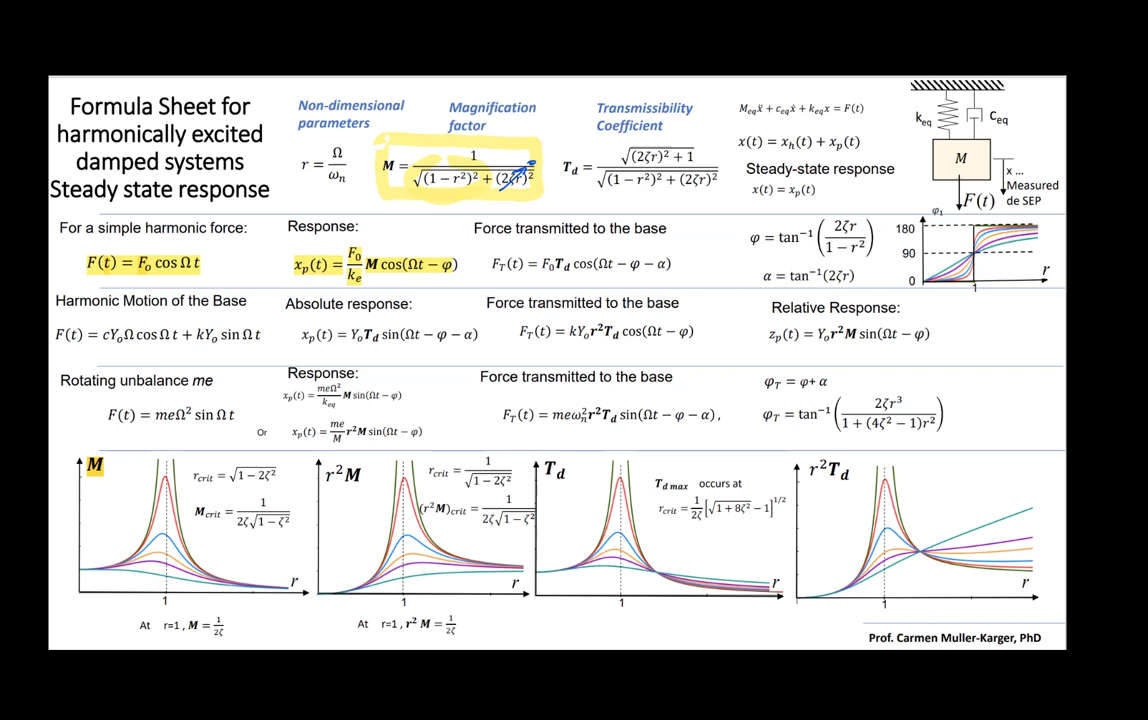 Formula Sheet for
harmonically excited
damped systems
Steady state response
Non-dimensional
parameters
r = Ω/ωn
Magnification
factor
M = 1/√((1 − r²)² + (2ζr)²)
Transmissibility
Coefficient
T_d = √((2ζr)² + 1)/√((1 − r²)² + (2ζr)²)
M_eq ẍ + c_eq ẋ + k_eq x = F(t)
x(t) = x_h(t) + x_p(t)
Steady-state response
x(t) = x_p(t)
k_eq
C_eq
M
x ...
Measured
de SEP
F(t)
For a simple harmonic force:
F(t) = F_o cos Ω t
Response:
x_p(t) = F_0/k_e M cos(Ωt − φ)
Force transmitted to the base
F_T(t) = F_0 T_d cos(Ωt − φ − α)
φ = tan⁻¹(2ζr/(1 − r²))
α = tan⁻¹(2ζr)
φ₁
180
90
0
1
r
Harmonic Motion of the Base
F(t) = cY_oΩ cos Ω t + kY_o sin Ω t
Absolute response:
x_p(t) = Y_o T_d sin(Ωt − φ − α)
Force transmitted to the base
F_T(t) = kY_o r² T_d cos(Ωt − φ)
Relative Response:
z_p(t) = Y_o r² M sin(Ωt − φ)
Rotating unbalance me
F(t) = meΩ² sin Ω t
Response:
x_p(t) = meΩ²/k_eq M sin(Ωt − φ)
Or
x_p(t) = me/M r² M sin(Ωt − φ)
Force transmitted to the base
F_T(t) = meω_n² r² T_d sin(Ωt − φ − α),
φ_T = φ+ α
φ_T = tan⁻¹(2ζr³/(1 + (4ζ² − 1)r²))
M
r_crit = √(1 − 2ζ²)
M_crit = 1/(2ζ√(1 − ζ²))
r
1
At r=1 , M = 1/2ζ
r² M
r_crit = 1/√(1 − 2ζ²)
(r² M)_crit = 1/(2ζ√(1 − ζ²))
r
1
At r=1 , r² M = 1/2ζ
T_d
T_d max occurs at
r_crit = 1/2ζ [√(1 + 8ζ²) − 1]^1/2
r
1
r² T_d
r
1
Prof. Carmen Muller-Karger, PhD